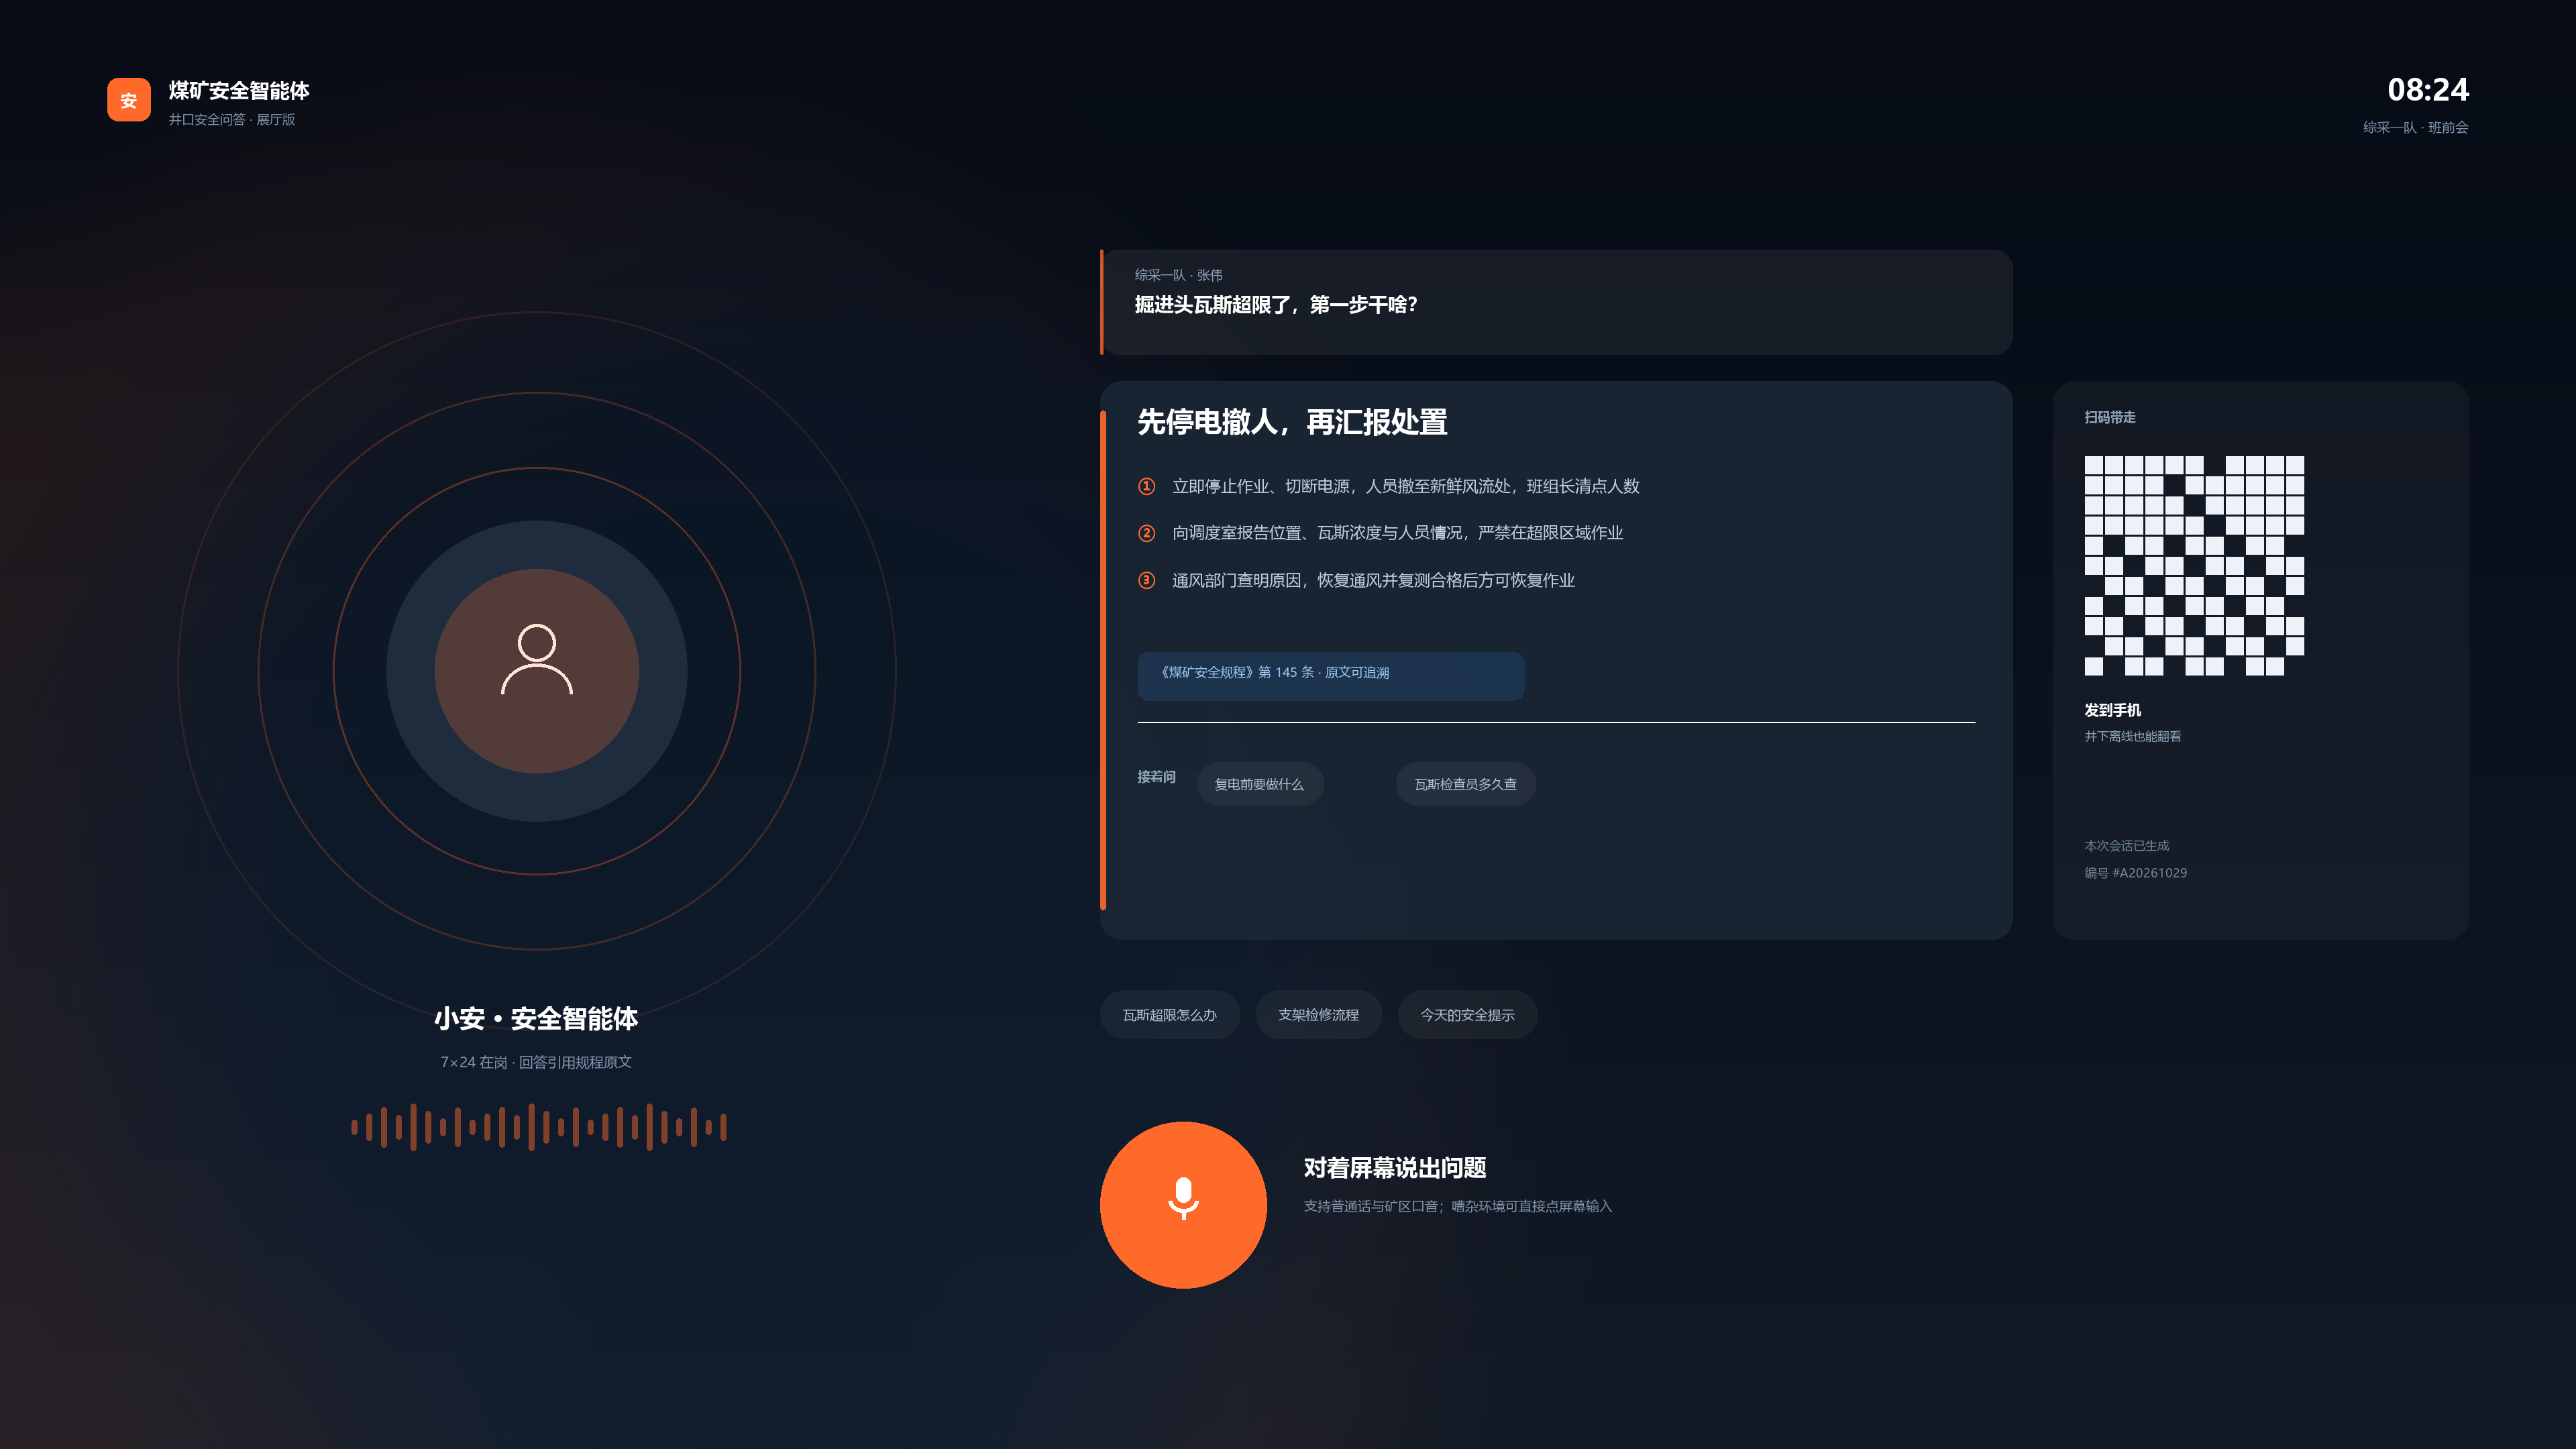 安
煤矿安全智能体
井口安全问答 · 展厅版
08:24
综采一队 · 班前会
综采一队 · 张伟
掘进头瓦斯超限了，第一步干啥？
先停电撤人，再汇报处置
① 立即停止作业、切断电源，人员撤至新鲜风流处，班组长清点人数
② 向调度室报告位置、瓦斯浓度与人员情况，严禁在超限区域作业
③ 通风部门查明原因，恢复通风并复测合格后方可恢复作业
《煤矿安全规程》第 145 条 · 原文可追溯
接着问
复电前要做什么
瓦斯检查员多久查
扫码带走
发到手机
井下离线也能翻看
本次会话已生成
编号 #A20261029
小安 · 安全智能体
7×24 在岗 · 回答引用规程原文
瓦斯超限怎么办
支架检修流程
今天的安全提示
对着屏幕说出问题
支持普通话与矿区口音；嘈杂环境可直接点屏幕输入